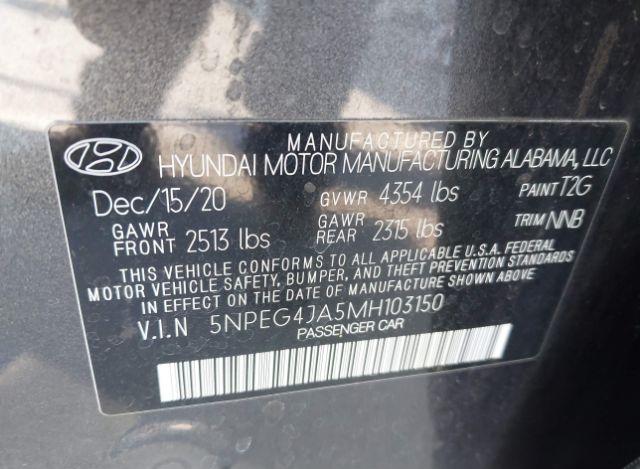 MANUFACTURED BY
HYUNDAI MOTOR MANUFACTURING ALABAMA, LLC
Dec/15/20 GVWR 4354 lbs PAINT T2G
GAWR FRONT 2513 lbs GAWR REAR 2315 lbs TRIM NNB
THIS VEHICLE CONFORMS TO ALL APPLICABLE U.S.A. FEDERAL
MOTOR VEHICLE SAFETY, BUMPER, AND THEFT PREVENTION STANDARDS
IN EFFECT ON THE DATE OF MANUFACTURE SHOWN ABOVE.
V.I.N 5NPEG4JA5MH103150
PASSENGER CAR